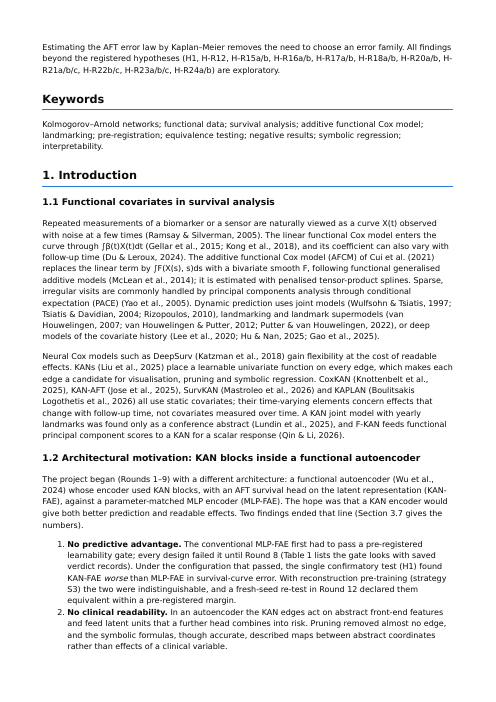 Estimating the AFT error law by Kaplan–Meier removes the need to choose an error family. All findings
beyond the registered hypotheses (H1, H-R12, H-R15a/b, H-R16a/b, H-R17a/b, H-R18a/b, H-R20a/b, H-
R21a/b/c, H-R22b/c, H-R23a/b/c, H-R24a/b) are exploratory.
Keywords
Kolmogorov–Arnold networks; functional data; survival analysis; additive functional Cox model;
landmarking; pre-registration; equivalence testing; negative results; symbolic regression;
interpretability.
1. Introduction
1.1 Functional covariates in survival analysis
Repeated measurements of a biomarker or a sensor are naturally viewed as a curve X(t) observed
with noise at a few times (Ramsay & Silverman, 2005). The linear functional Cox model enters the
curve through ∫β(t)X(t)dt (Gellar et al., 2015; Kong et al., 2018), and its coefficient can also vary with
follow-up time (Du & Leroux, 2024). The additive functional Cox model (AFCM) of Cui et al. (2021)
replaces the linear term by ∫F(X(s), s)ds with a bivariate smooth F, following functional generalised
additive models (McLean et al., 2014); it is estimated with penalised tensor-product splines. Sparse,
irregular visits are commonly handled by principal components analysis through conditional
expectation (PACE) (Yao et al., 2005). Dynamic prediction uses joint models (Wulfsohn & Tsiatis, 1997;
Tsiatis & Davidian, 2004; Rizopoulos, 2010), landmarking and landmark supermodels (van
Houwelingen, 2007; van Houwelingen & Putter, 2012; Putter & van Houwelingen, 2022), or deep
models of the covariate history (Lee et al., 2020; Hu & Nan, 2025; Gao et al., 2025).
Neural Cox models such as DeepSurv (Katzman et al., 2018) gain flexibility at the cost of readable
effects. KANs (Liu et al., 2025) place a learnable univariate function on every edge, which makes each
edge a candidate for visualisation, pruning and symbolic regression. CoxKAN (Knottenbelt et al.,
2025), KAN-AFT (Jose et al., 2025), SurvKAN (Mastroleo et al., 2026) and KAPLAN (Boulitsakis
Logothetis et al., 2026) all use static covariates; their time-varying elements concern effects that
change with follow-up time, not covariates measured over time. A KAN joint model with yearly
landmarks was found only as a conference abstract (Lundin et al., 2025), and F-KAN feeds functional
principal component scores to a KAN for a scalar response (Qin & Li, 2026).
1.2 Architectural motivation: KAN blocks inside a functional autoencoder
The project began (Rounds 1–9) with a different architecture: a functional autoencoder (Wu et al.,
2024) whose encoder used KAN blocks, with an AFT survival head on the latent representation (KAN-
FAE), against a parameter-matched MLP encoder (MLP-FAE). The hope was that a KAN encoder would
give both better prediction and readable effects. Two findings ended that line (Section 3.7 gives the
numbers).
1. No predictive advantage. The conventional MLP-FAE first had to pass a pre-registered
learnability gate; every design failed it until Round 8 (Table 1 lists the gate looks with saved
verdict records). Under the configuration that passed, the single confirmatory test (H1) found
KAN-FAE worse than MLP-FAE in survival-curve error. With reconstruction pre-training (strategy
S3) the two were indistinguishable, and a fresh-seed re-test in Round 12 declared them
equivalent within a pre-registered margin.
2. No clinical readability. In an autoencoder the KAN edges act on abstract front-end features
and feed latent units that a further head combines into risk. Pruning removed almost no edge,
and the symbolic formulas, though accurate, described maps between abstract coordinates
rather than effects of a clinical variable.